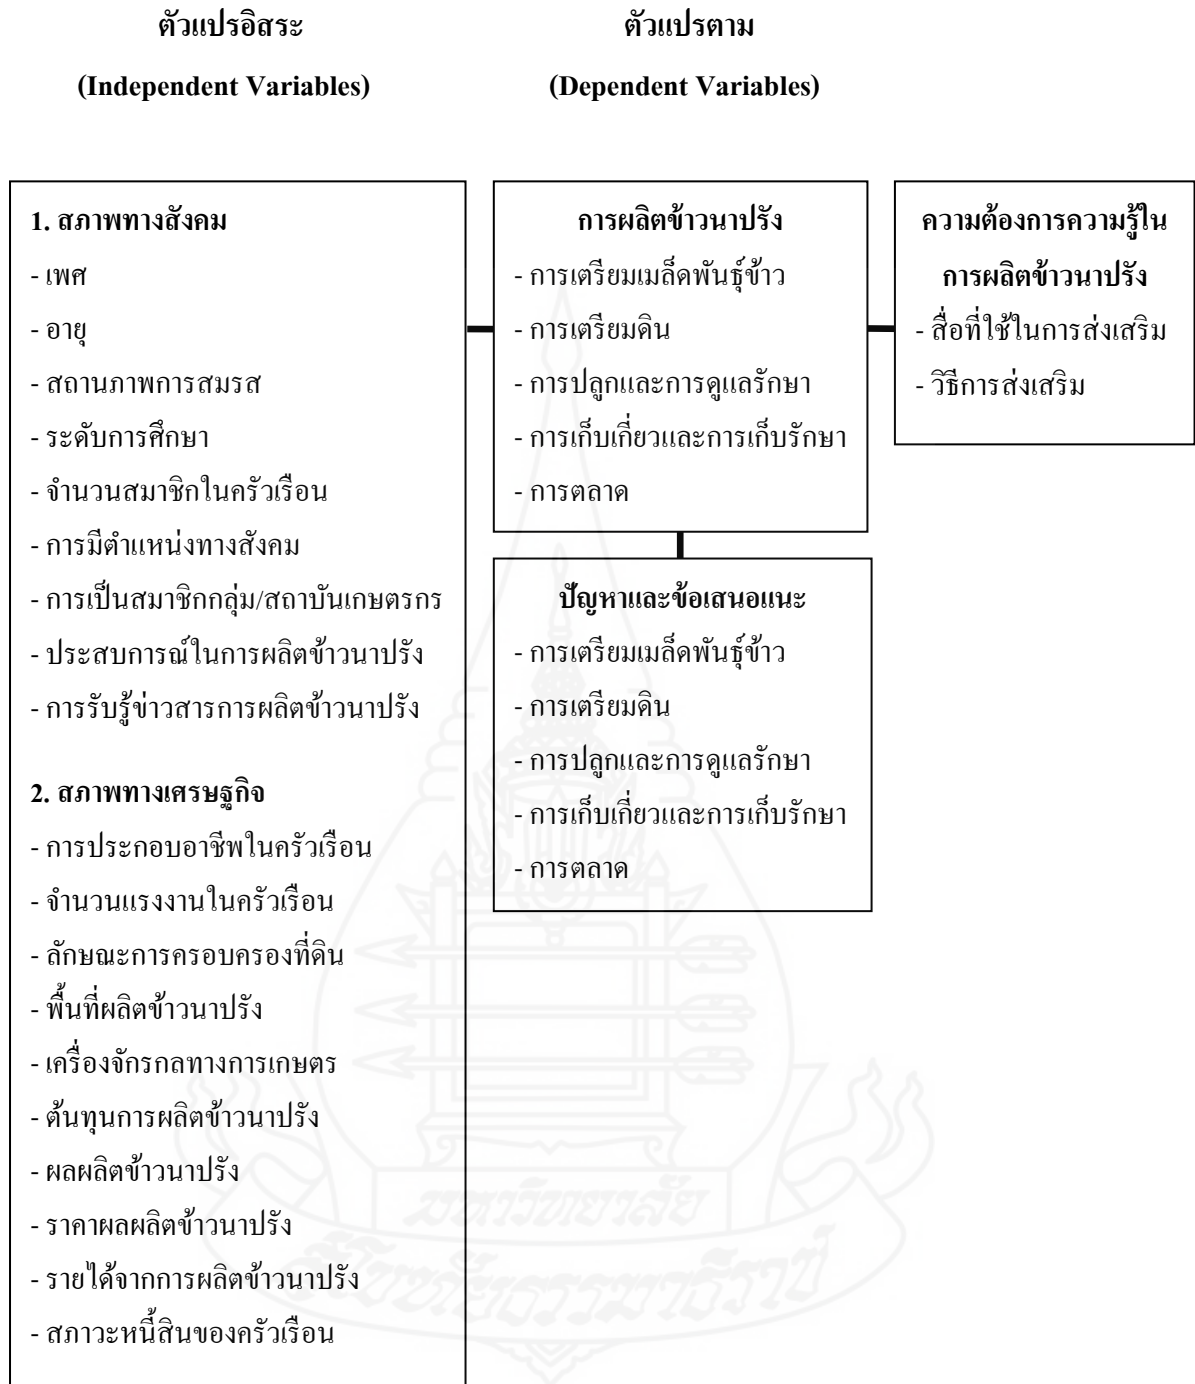 ตัวแปรอิสระ
(Independent Variables)
ตัวแปรตาม
(Dependent Variables)
1. สภาพทางสังคม
- เพศ
- อายุ
- สถานภาพการสมรส
- ระดับการศึกษา
- จำนวนสมาชิกในครัวเรือน
- การมีตำแหน่งทางสังคม
- การเป็นสมาชิกกลุ่ม/สถาบันเกษตรกร
- ประสบการณ์ในการผลิตข้าวนาปรัง
- การรับรู้ข่าวสารการผลิตข้าวนาปรัง
2. สภาพทางเศรษฐกิจ
- การประกอบอาชีพในครัวเรือน
- จำนวนแรงงานในครัวเรือน
- ลักษณะการครอบครองที่ดิน
- พื้นที่ผลิตข้าวนาปรัง
- เครื่องจักรกลทางการเกษตร
- ต้นทุนการผลิตข้าวนาปรัง
- ผลผลิตข้าวนาปรัง
- ราคาผลผลิตข้าวนาปรัง
- รายได้จากการผลิตข้าวนาปรัง
- สภาวะหนี้สินของครัวเรือน
การผลิตข้าวนาปรัง
- การเตรียมเมล็ดพันธุ์ข้าว
- การเตรียมดิน
- การปลูกและการดูแลรักษา
- การเก็บเกี่ยวและการเก็บรักษา
- การตลาด
ปัญหาและข้อเสนอแนะ
- การเตรียมเมล็ดพันธุ์ข้าว
- การเตรียมดิน
- การปลูกและการดูแลรักษา
- การเก็บเกี่ยวและการเก็บรักษา
- การตลาด
ความต้องการความรู้ใน
การผลิตข้าวนาปรัง
- สื่อที่ใช้ในการส่งเสริม
- วิธีการส่งเสริม
มหาวิทยาลัย
สุโขทัยธรรมาธิราช